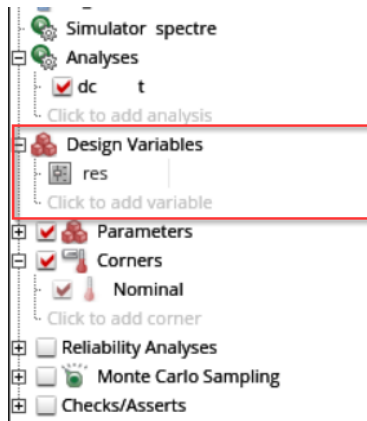 Simulator spectre
Analyses
dc t
Click to add analysis
Design Variables
res
Click to add variable
Parameters
Corners
Nominal
Click to add corner
Reliability Analyses
Monte Carlo Sampling
Checks/Asserts